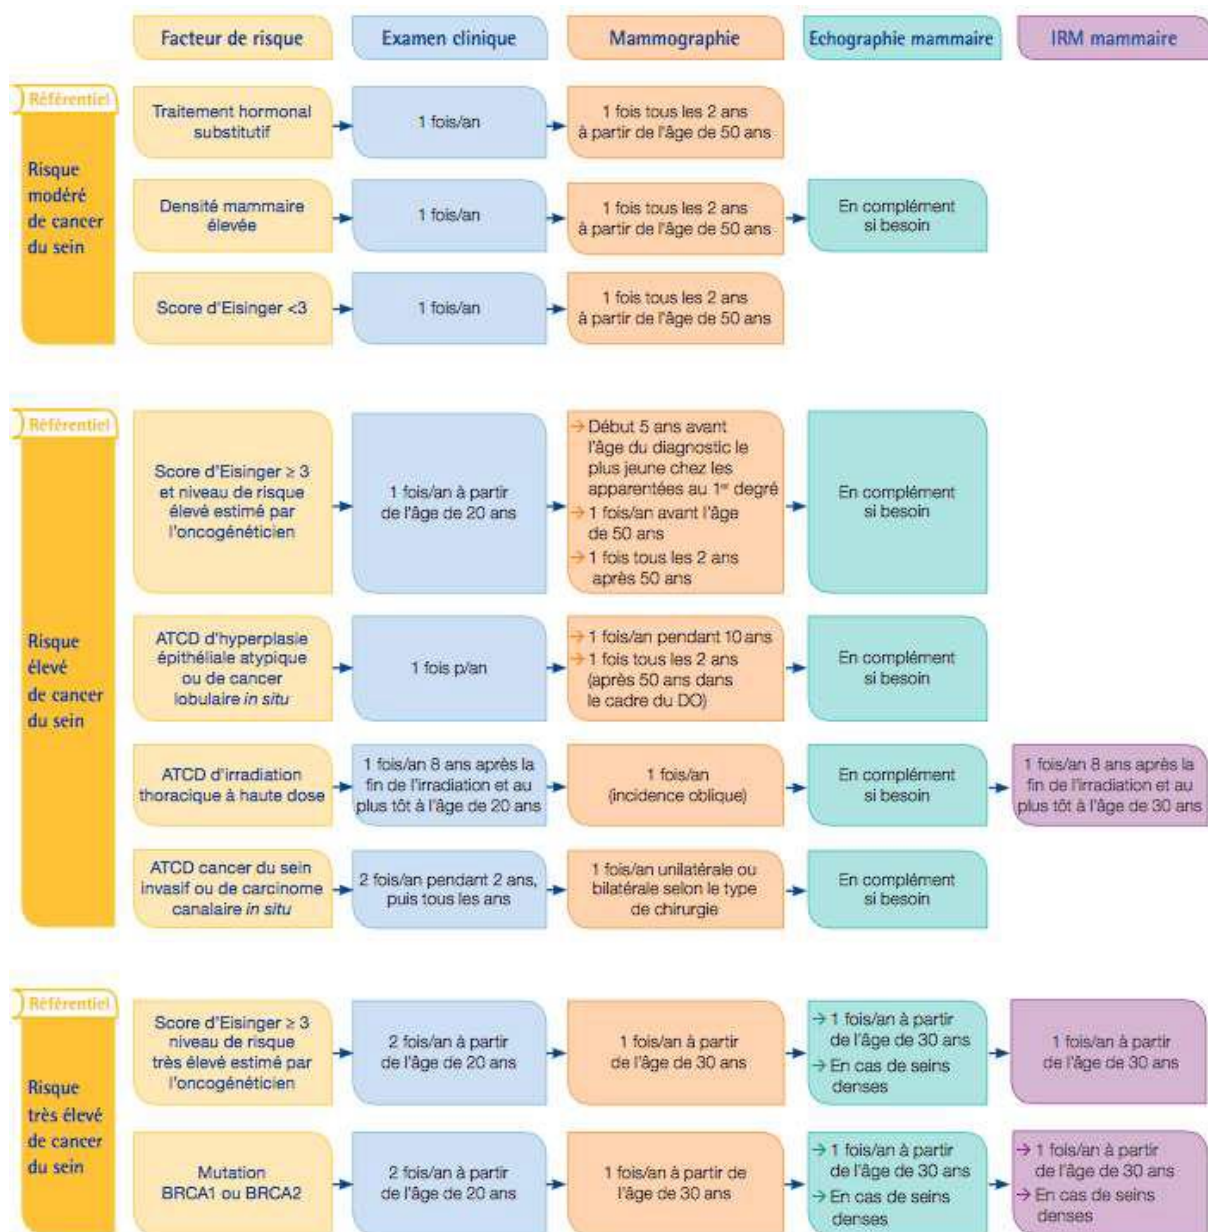 Facteur de risque
Examen clinique
Mammographie
Echographie mammaire
IRM mammaire
Référentiel
Risque
modéré
de cancer
du sein
Traitement hormonal
substitutif
1 fois/an
1 fois tous les 2 ans
à partir de l'âge de 50 ans
Densité mammaire
élevée
1 fois/an
1 fois tous les 2 ans
à partir de l'âge de 50 ans
En complément
si besoin
Score d'Eisinger <3
1 fois/an
1 fois tous les 2 ans
à partir de l'âge de 50 ans
Référentiel
Risque
élevé
de cancer
du sein
Score d'Eisinger ≥ 3
et niveau de risque
élevé estimé par
l'oncogénéticien
1 fois/an à partir
de l'âge de 20 ans
→ Début 5 ans avant
l'âge du diagnostic le
plus jeune chez les
apparentées au 1er degré
→ 1 fois/an avant l'âge
de 50 ans
→ 1 fois tous les 2 ans
après 50 ans
En complément
si besoin
ATCD d'hyperplasie
épithéliale atypique
ou de cancer
lobulaire in situ
1 fois p/an
→ 1 fois/an pendant 10 ans
→ 1 fois tous les 2 ans
(après 50 ans dans
le cadre du DO)
En complément
si besoin
ATCD d'irradiation
thoracique à haute dose
1 fois/an 8 ans après la
fin de l'irradiation et au
plus tôt à l'âge de 20 ans
1 fois/an
(incidence oblique)
En complément
si besoin
1 fois/an 8 ans après la
fin de l'irradiation et au
plus tôt à l'âge de 30 ans
ATCD cancer du sein
invasif ou de carcinome
canalaire in situ
2 fois/an pendant 2 ans,
puis tous les ans
1 fois/an unilatérale ou
bilatérale selon le type
de chirurgie
En complément
si besoin
Référentiel
Risque
très élevé
de cancer
du sein
Score d'Eisinger ≥ 3
niveau de risque
très élevé estimé par
l'oncogénéticien
2 fois/an à partir
de l'âge de 20 ans
1 fois/an à partir
de l'âge de 30 ans
→ 1 fois/an à partir
de l'âge de 30 ans
→ En cas de seins
denses
1 fois/an à partir
de l'âge de 30 ans
Mutation
BRCA1 ou BRCA2
2 fois/an à partir
de l'âge de 20 ans
1 fois/an à partir de
l'âge de 30 ans
→ 1 fois/an à partir
de l'âge de 30 ans
→ En cas de seins
denses
→ 1 fois/an à partir
de l'âge de 30 ans
→ En cas de seins
denses